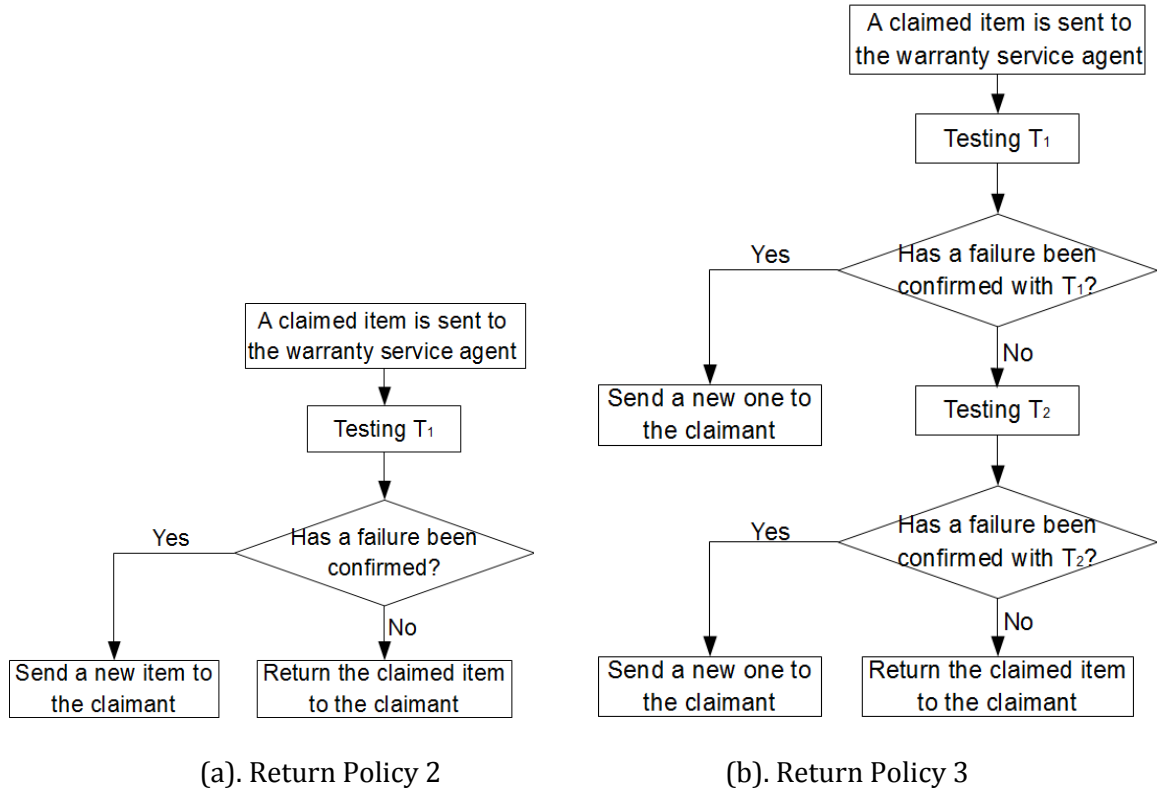 A claimed item is sent to
the warranty service agent
Testing T₁
Has a failure been
confirmed?
Yes
No
Send a new item to
the claimant
Return the claimed item
to the claimant
(a). Return Policy 2
A claimed item is sent to
the warranty service agent
Testing T₁
Has a failure been
confirmed with T₁?
Yes
No
Send a new one to
the claimant
Testing T₂
Has a failure been
confirmed with T₂?
Yes
No
Send a new one to
the claimant
Return the claimed item
to the claimant
(b). Return Policy 3